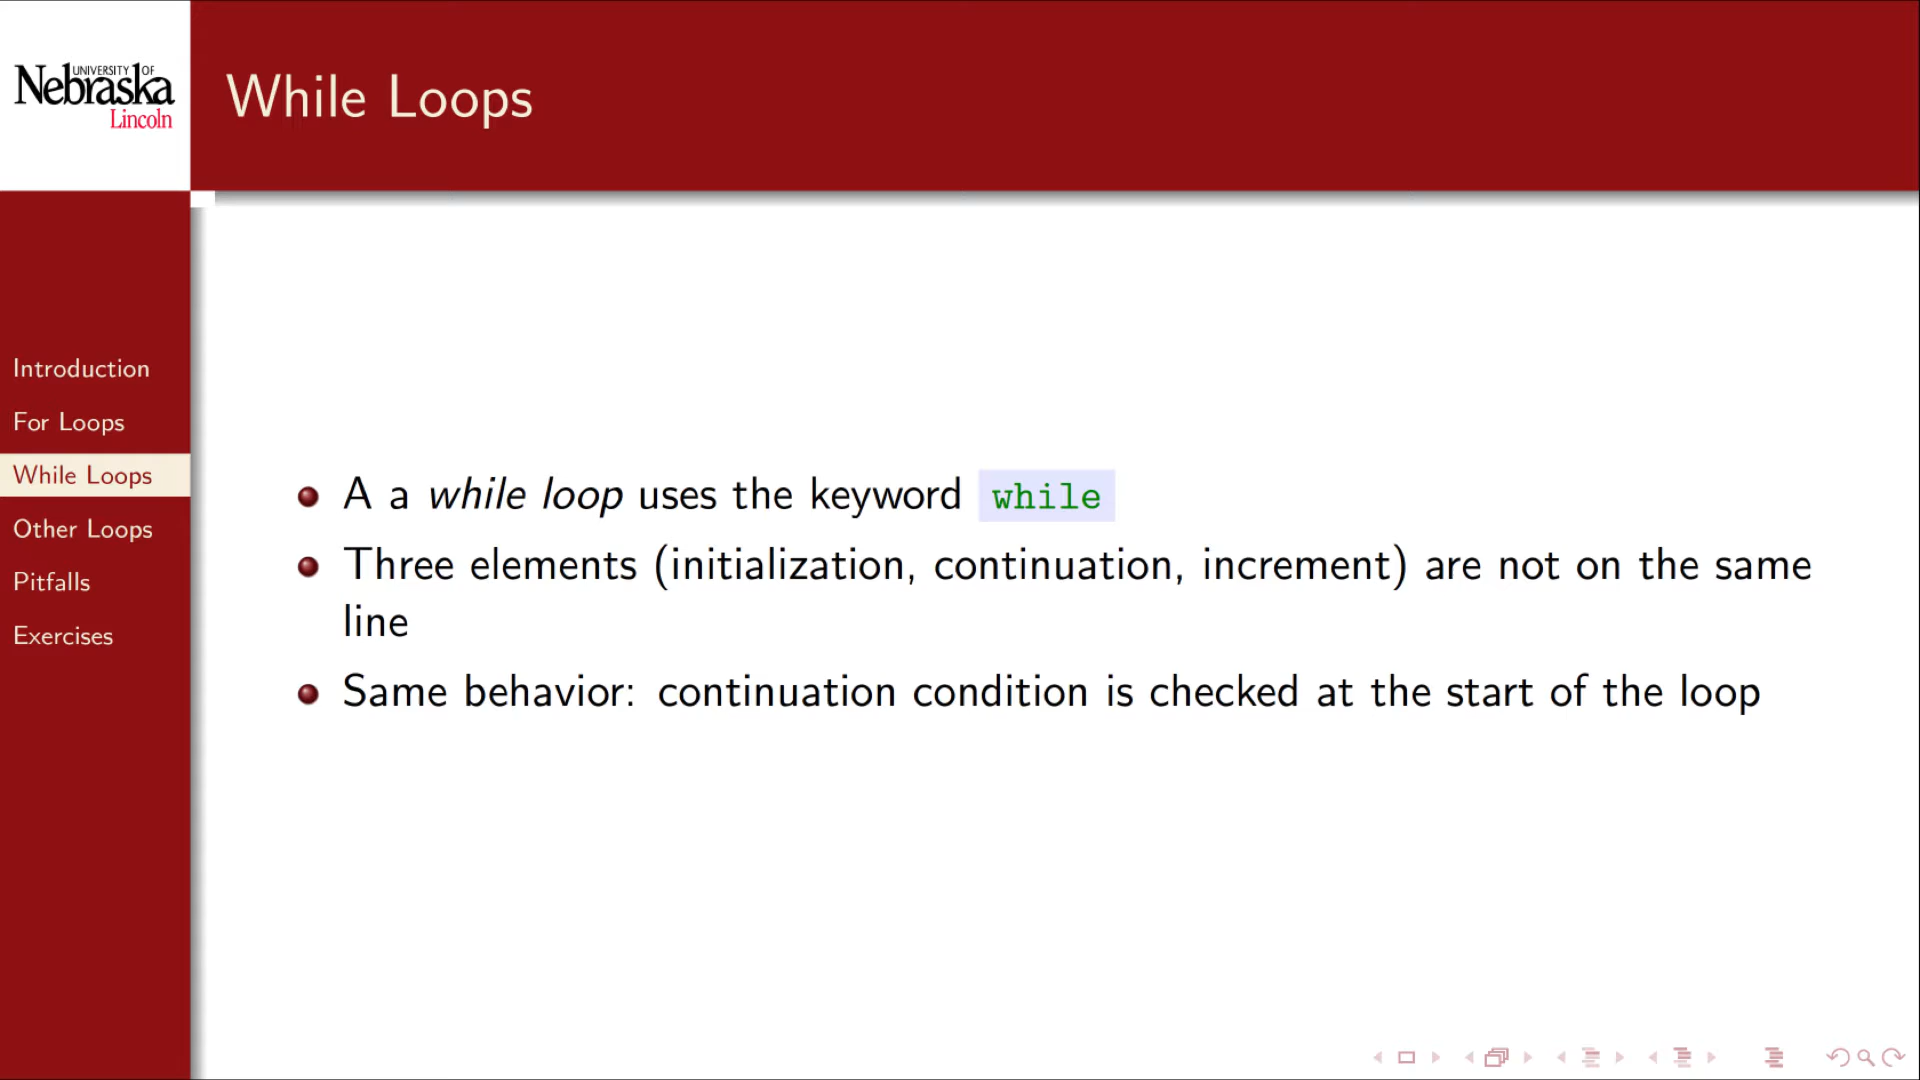 UNIVERSITY OF
Nebraska
Lincoln
While Loops
Introduction
For Loops
While Loops
Other Loops
Pitfalls
Exercises
A a while loop uses the keyword while
Three elements (initialization, continuation, increment) are not on the same
line
Same behavior: continuation condition is checked at the start of the loop